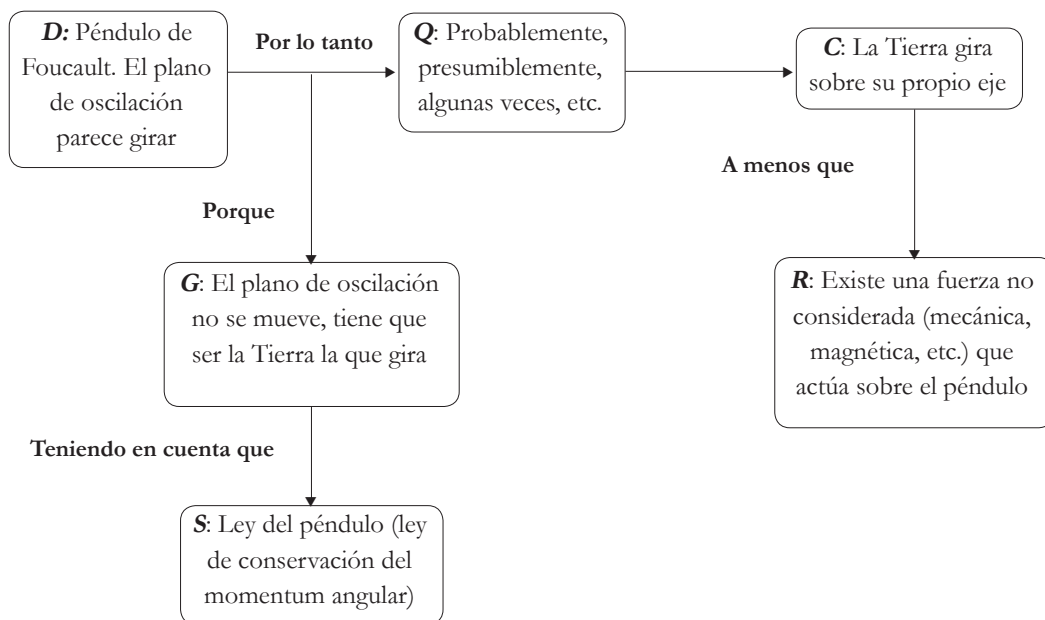 D: Péndulo de
Foucault. El plano
de oscilación
parece girar
Por lo tanto
Q: Probablemente,
presumiblemente,
algunas veces, etc.
C: La Tierra gira
sobre su propio eje
A menos que
Porque
G: El plano de oscilación
no se mueve, tiene que
ser la Tierra la que gira
R: Existe una fuerza no
considerada (mecánica,
magnética, etc.) que
actúa sobre el péndulo
Teniendo en cuenta que
S: Ley del péndulo (ley
de conservación del
momentum angular)